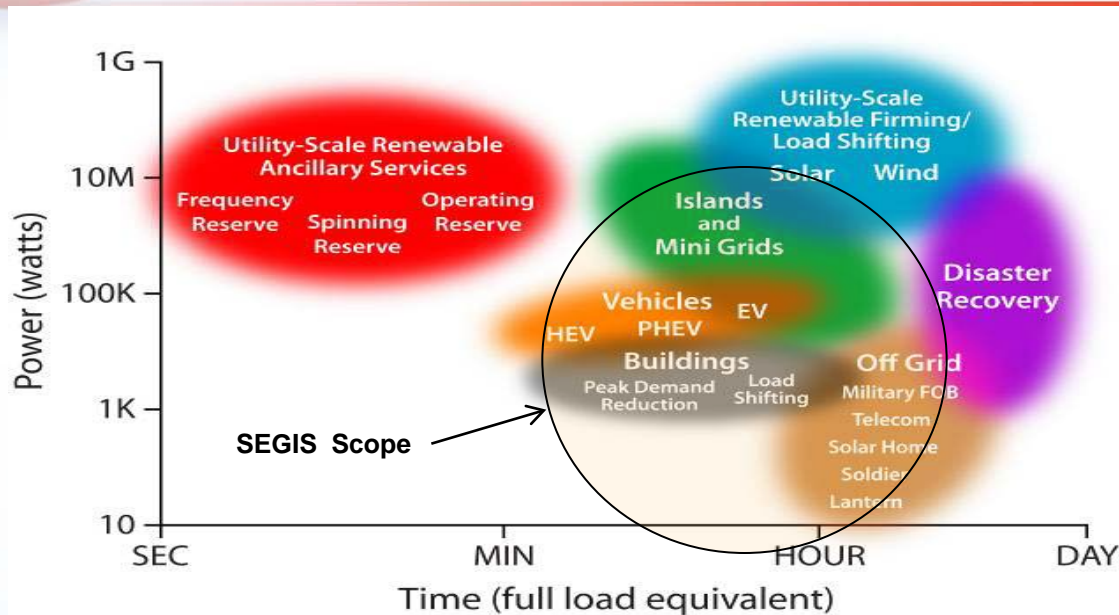 1G
10M
100K
1K
10
Power (watts)
Utility-Scale Renewable
Ancillary Services
Frequency
Reserve
Spinning
Reserve
Operating
Reserve
Utility-Scale
Renewable Firming/
Load Shifting
Solar Wind
Islands
and
Mini Grids
Disaster
Recovery
Vehicles
HEV PHEV EV
Buildings
Peak Demand
Reduction
Load
Shifting
Off Grid
Military FOB
Telecom
Solar Home
Soldier
Lantern
SEGIS Scope
SEC MIN HOUR DAY
Time (full load equivalent)